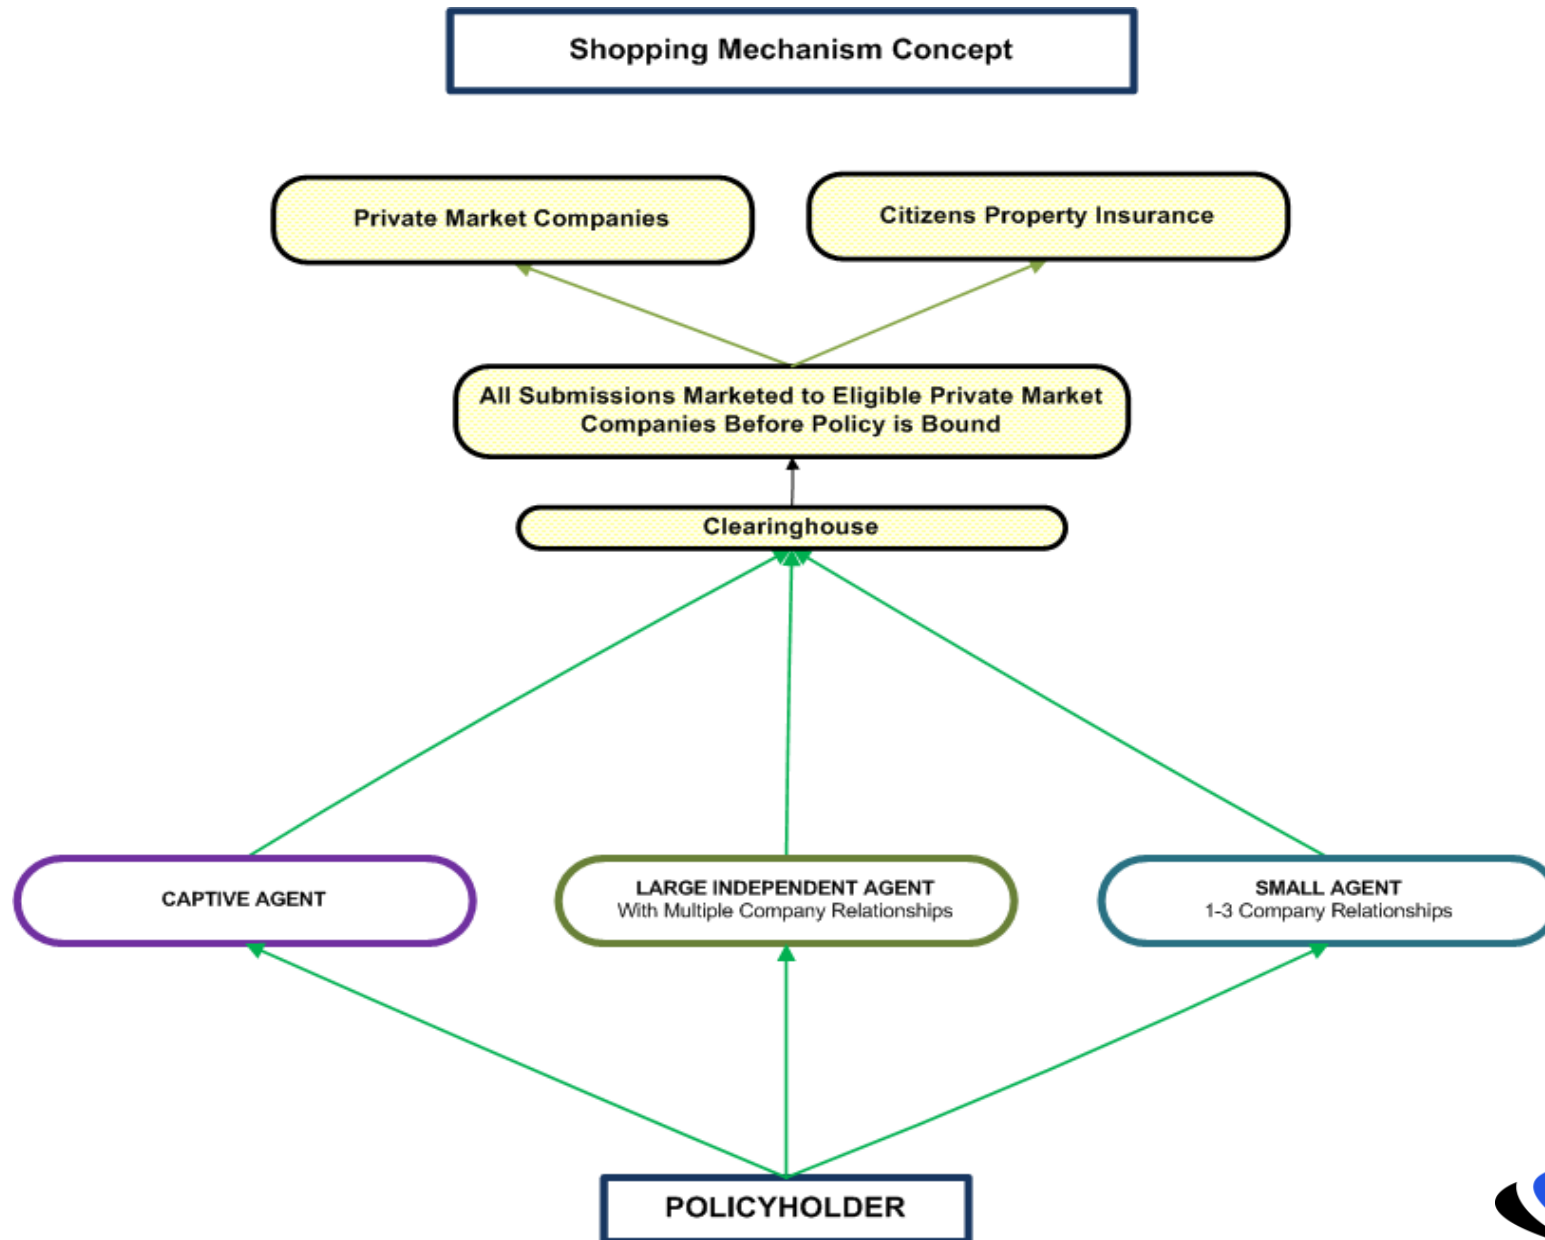 Shopping Mechanism Concept
Private Market Companies
Citizens Property Insurance
All Submissions Marketed to Eligible Private Market
Companies Before Policy is Bound
Clearinghouse
CAPTIVE AGENT
LARGE INDEPENDENT AGENT
With Multiple Company Relationships
SMALL AGENT
1-3 Company Relationships
POLICYHOLDER